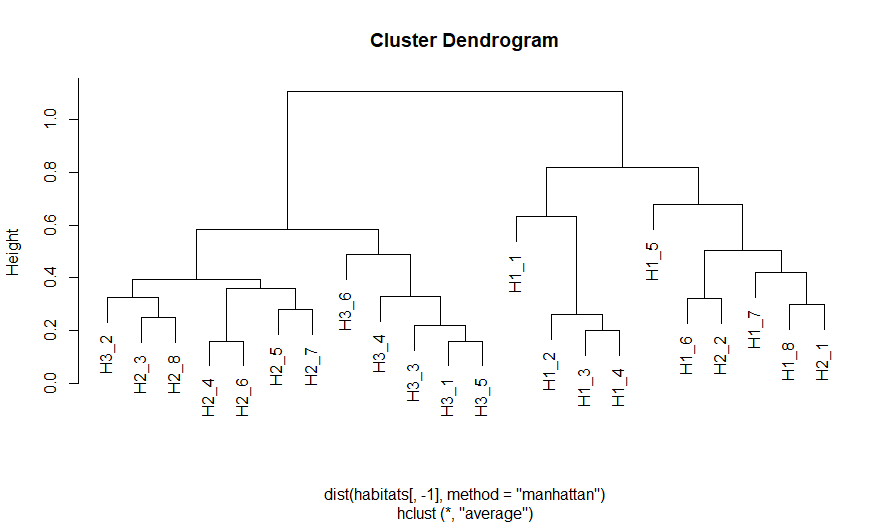 Cluster Dendrogram
Height
1.0
0.8
0.6
0.4
0.2
0.0
H3_2
H2_3
H2_8
H2_4
H2_6
H2_5
H2_7
H3_6
H3_4
H3_3
H3_1
H3_5
H1_1
H1_2
H1_3
H1_4
H1_5
H1_6
H2_2
H1_7
H1_8
H2_1
dist(habitats[, -1], method = "manhattan")
hclust (*, "average")